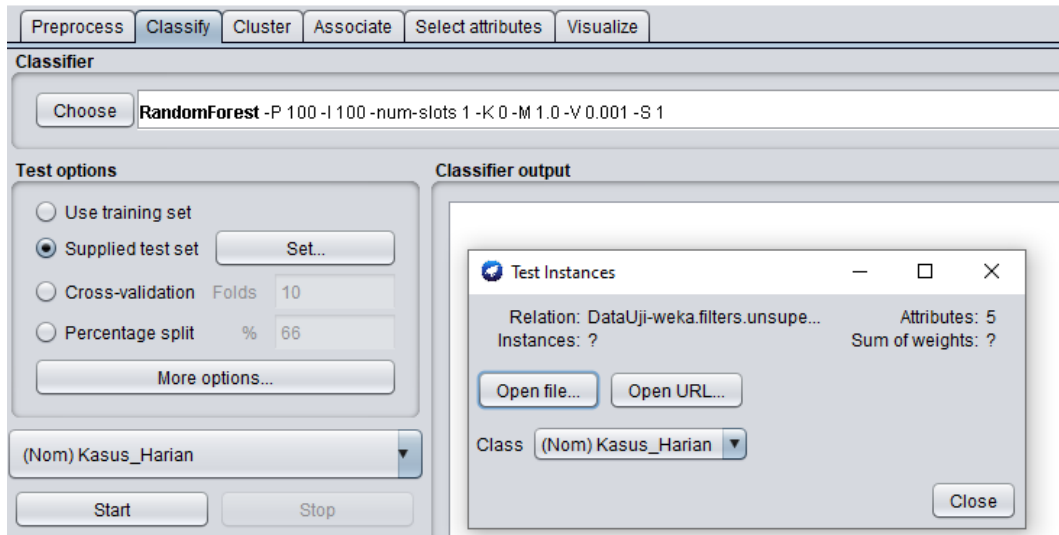 Preprocess Classify Cluster Associate Select attributes Visualize
Classifier
Choose RandomForest -P 100 -I 100 -num-slots 1 -K 0 -M 1.0 -V 0.001 -S 1
Test options
Use training set
Supplied test set Set...
Cross-validation Folds 10
Percentage split % 66
More options...
(Nom) Kasus_Harian
Start Stop
Classifier output
Test Instances
Relation: DataUji-weka.filters.unsupe... Attributes: 5
Instances: ? Sum of weights: ?
Open file... Open URL...
Class (Nom) Kasus_Harian
Close